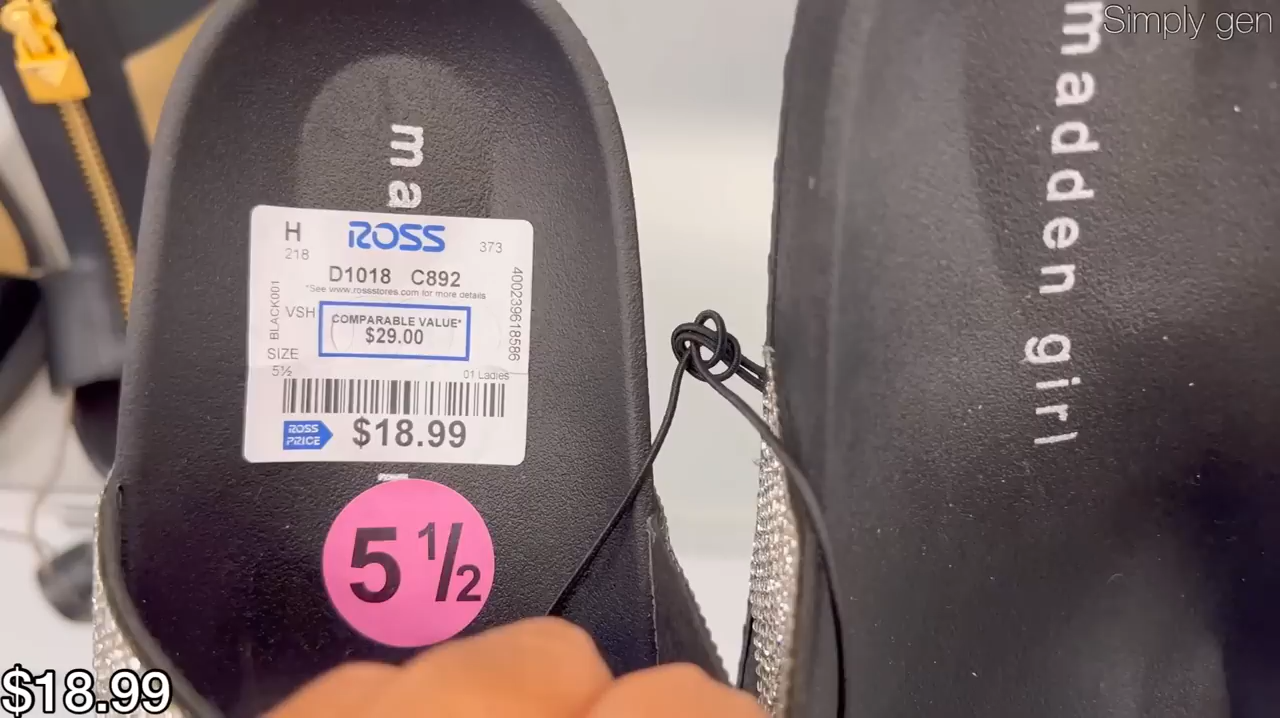 Simply gen
madden girl
ma
H
218
ROSS
373
D1018 C892
*See www.rossstores.com for more details
BLACK001
VSH
COMPARABLE VALUE*
$29.00
400239618586
SIZE
5½
01 Ladies
ROSS
PRICE
$18.99
5 1/2
$18.99